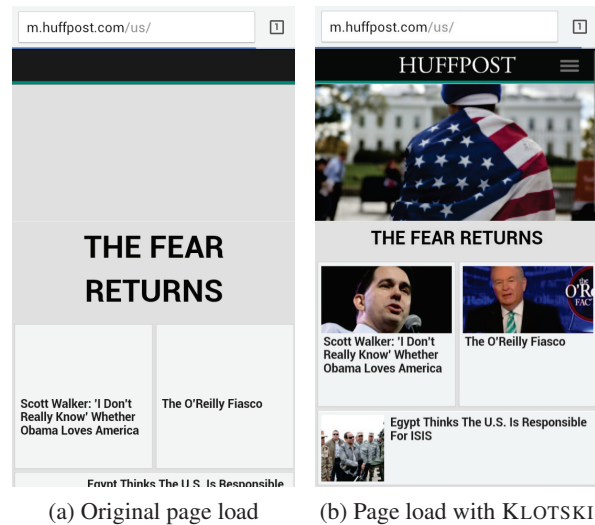 m.huffpost.com/us/
1
THE FEAR
RETURNS
Scott Walker: 'I Don't
Really Know' Whether
Obama Loves America
The O'Reilly Fiasco
Egypt Thinks The U.S. Is Responsible
(a) Original page load
m.huffpost.com/us/
1
HUFFPOST
THE FEAR RETURNS
the
O'Re
FACT
Scott Walker: 'I Don't
Really Know' Whether
Obama Loves America
The O'Reilly Fiasco
Egypt Thinks The U.S. Is Responsible
For ISIS
(b) Page load with KLOTSKI